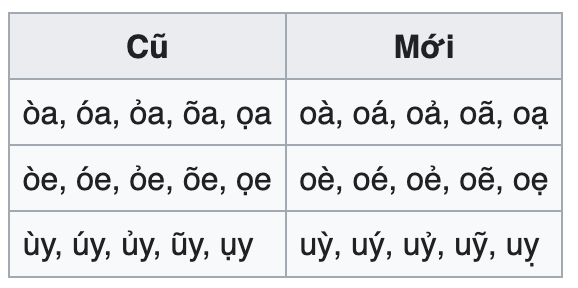 Cũ Mới
òa, óa, ỏa, õa, ọa oà, oá, oả, oã, oạ
òe, óe, ỏe, õe, ọe oè, oé, oẻ, oẽ, oẹ
ùy, úy, ủy, ũy, ụy uỳ, uý, uỷ, uỹ, uỵ